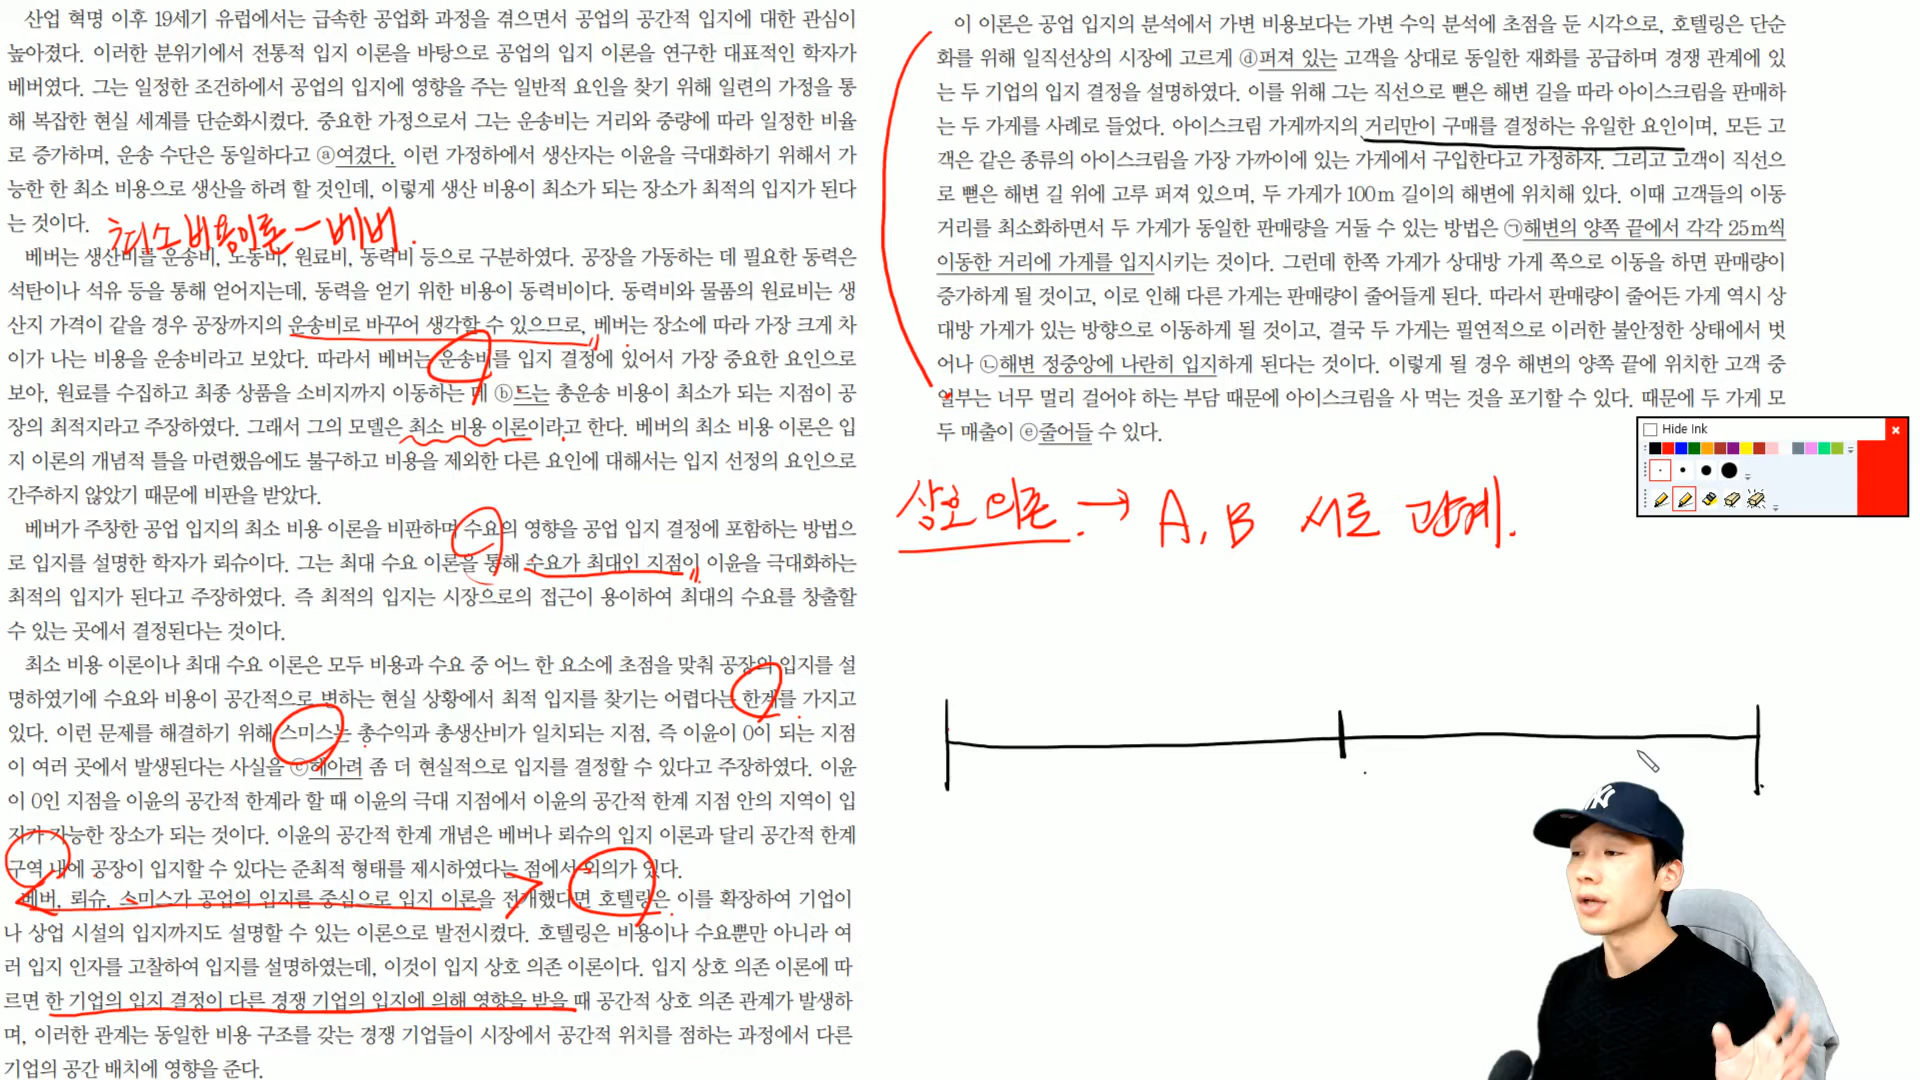 산업 혁명 이후 19세기 유럽에서는 급속한 공업화 과정을 겪으면서 공업의 공간적 입지에 대한 관심이
높아졌다. 이러한 분위기에서 전통적 입지 이론을 바탕으로 공업의 입지 이론을 연구한 대표적인 학자가
베버였다. 그는 일정한 조건하에서 공업의 입지에 영향을 주는 일반적 요인을 찾기 위해 일련의 가정을 통
해 복잡한 현실 세계를 단순화시켰다. 중요한 가정으로서 그는 운송비는 거리와 중량에 따라 일정한 비율
로 증가하며, 운송 수단은 동일하다고 ⓐ여겼다. 이런 가정하에서 생산자는 이윤을 극대화하기 위해서 가
능한 한 최소 비용으로 생산을 하려 할 것인데, 이렇게 생산 비용이 최소가 되는 장소가 최적의 입지가 된다
는 것이다.
최소 비용이론 - 베버.
베버는 생산비를 운송비, 노동비, 원료비, 동력비 등으로 구분하였다. 공장을 가동하는 데 필요한 동력은
석탄이나 석유 등을 통해 얻어지는데, 동력을 얻기 위한 비용이 동력비이다. 동력비와 물품의 원료비는 생
산지 가격이 같을 경우 공장까지의 운송비로 바꾸어 생각할 수 있으므로, 베버는 장소에 따라 가장 크게 차
이가 나는 비용을 운송비라고 보았다. 따라서 베버는 운송비를 입지 결정에 있어서 가장 중요한 요인으로
보아, 원료를 수집하고 최종 상품을 소비지까지 이동하는 데 ⓑ드는 총운송 비용이 최소가 되는 지점이 공
장의 최적지라고 주장하였다. 그래서 그의 모델은 최소 비용 이론이라고 한다. 베버의 최소 비용 이론은 입
지 이론의 개념적 틀을 마련했음에도 불구하고 비용을 제외한 다른 요인에 대해서는 입지 선정의 요인으로
간주하지 않았기 때문에 비판을 받았다.
베버가 주창한 공업 입지의 최소 비용 이론을 비판하며 수요의 영향을 공업 입지 결정에 포함하는 방법으
로 입지를 설명한 학자가 뢰슈이다. 그는 최대 수요 이론을 통해 수요가 최대인 지점이 이윤을 극대화하는
최적의 입지가 된다고 주장하였다. 즉 최적의 입지는 시장으로의 접근이 용이하여 최대의 수요를 창출할
수 있는 곳에서 결정된다는 것이다.
최소 비용 이론이나 최대 수요 이론은 모두 비용과 수요 중 어느 한 요소에 초점을 맞춰 공장의 입지를 설
명하였기에 수요와 비용이 공간적으로 변하는 현실 상황에서 최적 입지를 찾기는 어렵다는 한계를 가지고
있다. 이런 문제를 해결하기 위해 스미스는 총수익과 총생산비가 일치되는 지점, 즉 이윤이 0이 되는 지점
이 여러 곳에서 발생된다는 사실을 ⓒ헤아려 좀 더 현실적으로 입지를 결정할 수 있다고 주장하였다. 이윤
이 0인 지점을 이윤의 공간적 한계라 할 때 이윤의 극대 지점에서 이윤의 공간적 한계 지점 안의 지역이 입
지가 가능한 장소가 되는 것이다. 이윤의 공간적 한계 개념은 베버나 뢰슈의 입지 이론과 달리 공간적 한계
구역 내에 공장이 입지할 수 있다는 준최적 형태를 제시하였다는 점에서 의의가 있다.
베버, 뢰슈, 스미스가 공업의 입지를 중심으로 입지 이론을 전개했다면 호텔링은 이를 확장하여 기업이
나 상업 시설의 입지까지도 설명할 수 있는 이론으로 발전시켰다. 호텔링은 비용이나 수요뿐만 아니라 여
러 입지 인자를 고찰하여 입지를 설명하였는데, 이것이 입지 상호 의존 이론이다. 입지 상호 의존 이론에 따
르면 한 기업의 입지 결정이 다른 경쟁 기업의 입지에 의해 영향을 받을 때 공간적 상호 의존 관계가 발생하
며, 이러한 관계는 동일한 비용 구조를 갖는 경쟁 기업들이 시장에서 공간적 위치를 점하는 과정에서 다른
기업의 공간 배치에 영향을 준다.
이 이론은 공업 입지의 분석에서 가변 비용보다는 가변 수익 분석에 초점을 둔 시각으로, 호텔링은 단순
화를 위해 일직선상의 시장에 고르게 ⓓ퍼져 있는 고객을 상대로 동일한 재화를 공급하며 경쟁 관계에 있
는 두 기업의 입지 결정을 설명하였다. 이를 위해 그는 직선으로 뻗은 해변 길을 따라 아이스크림을 판매하
는 두 가게를 사례로 들었다. 아이스크림 가게까지의 거리만이 구매를 결정하는 유일한 요인이며, 모든 고
객은 같은 종류의 아이스크림을 가장 가까이에 있는 가게에서 구입한다고 가정하자. 그리고 고객이 직선으
로 뻗은 해변 길 위에 고루 퍼져 있으며, 두 가게가 100m 길이의 해변에 위치해 있다. 이때 고객들의 이동
거리를 최소화하면서 두 가게가 동일한 판매량을 거둘 수 있는 방법은 ㉠해변의 양쪽 끝에서 각각 25m씩
이동한 거리에 가게를 입지시키는 것이다. 그런데 한쪽 가게가 상대방 가게 쪽으로 이동을 하면 판매량이
증가하게 될 것이고, 이로 인해 다른 가게는 판매량이 줄어들게 된다. 따라서 판매량이 줄어든 가게 역시 상
대방 가게가 있는 방향으로 이동하게 될 것이고, 결국 두 가게는 필연적으로 이러한 불안정한 상태에서 벗
어나 ㉡해변 정중앙에 나란히 입지하게 된다는 것이다. 이렇게 될 경우 해변의 양쪽 끝에 위치한 고객 중
일부는 너무 멀리 걸어야 하는 부담 때문에 아이스크림을 사 먹는 것을 포기할 수 있다. 때문에 두 가게 모
두 매출이 ⓔ줄어들 수 있다.
Hide Ink
상호 의존. → A, B 서로 관계.